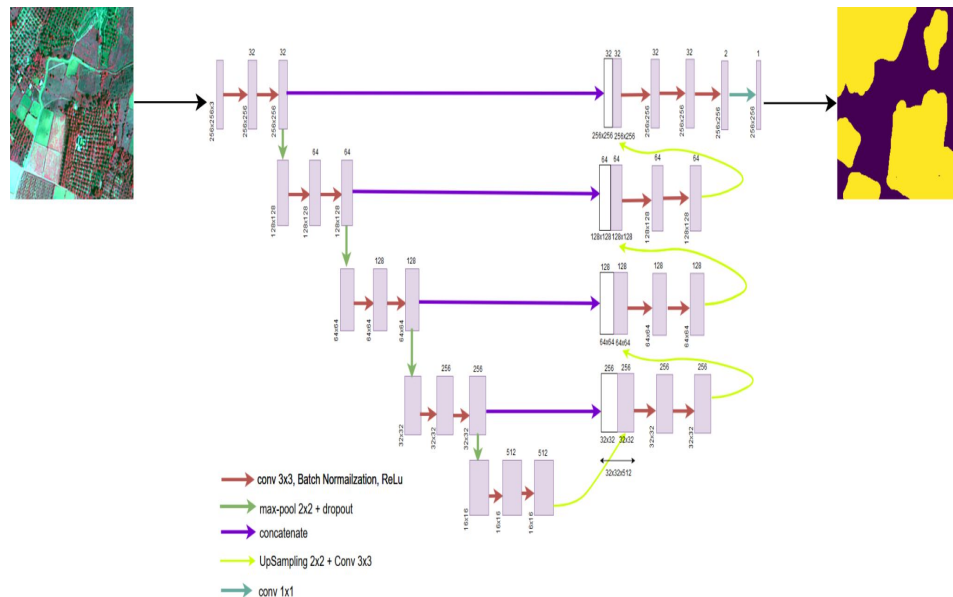 32 32 32 32 32 32 2 1
256x256x3 256x256 256x256 256x256 256x256 256x256 256x256 256x256 256x256
64 64 64 64 64 64
128x128 128x128 128x128 128x128 128x128 128x128 128x128
128 128 128 128 128 128
64x64 64x64 64x64 64x64 64x64 64x64 64x64
256 256 256 256 256 256
32x32 32x32 32x32 32x32 32x32 32x32 32x32
32x32x512
512 512
16x16 16x16 16x16
conv 3x3, Batch Normailzation, ReLu
max-pool 2x2 + dropout
concatenate
UpSampling 2x2 + Conv 3x3
conv 1x1